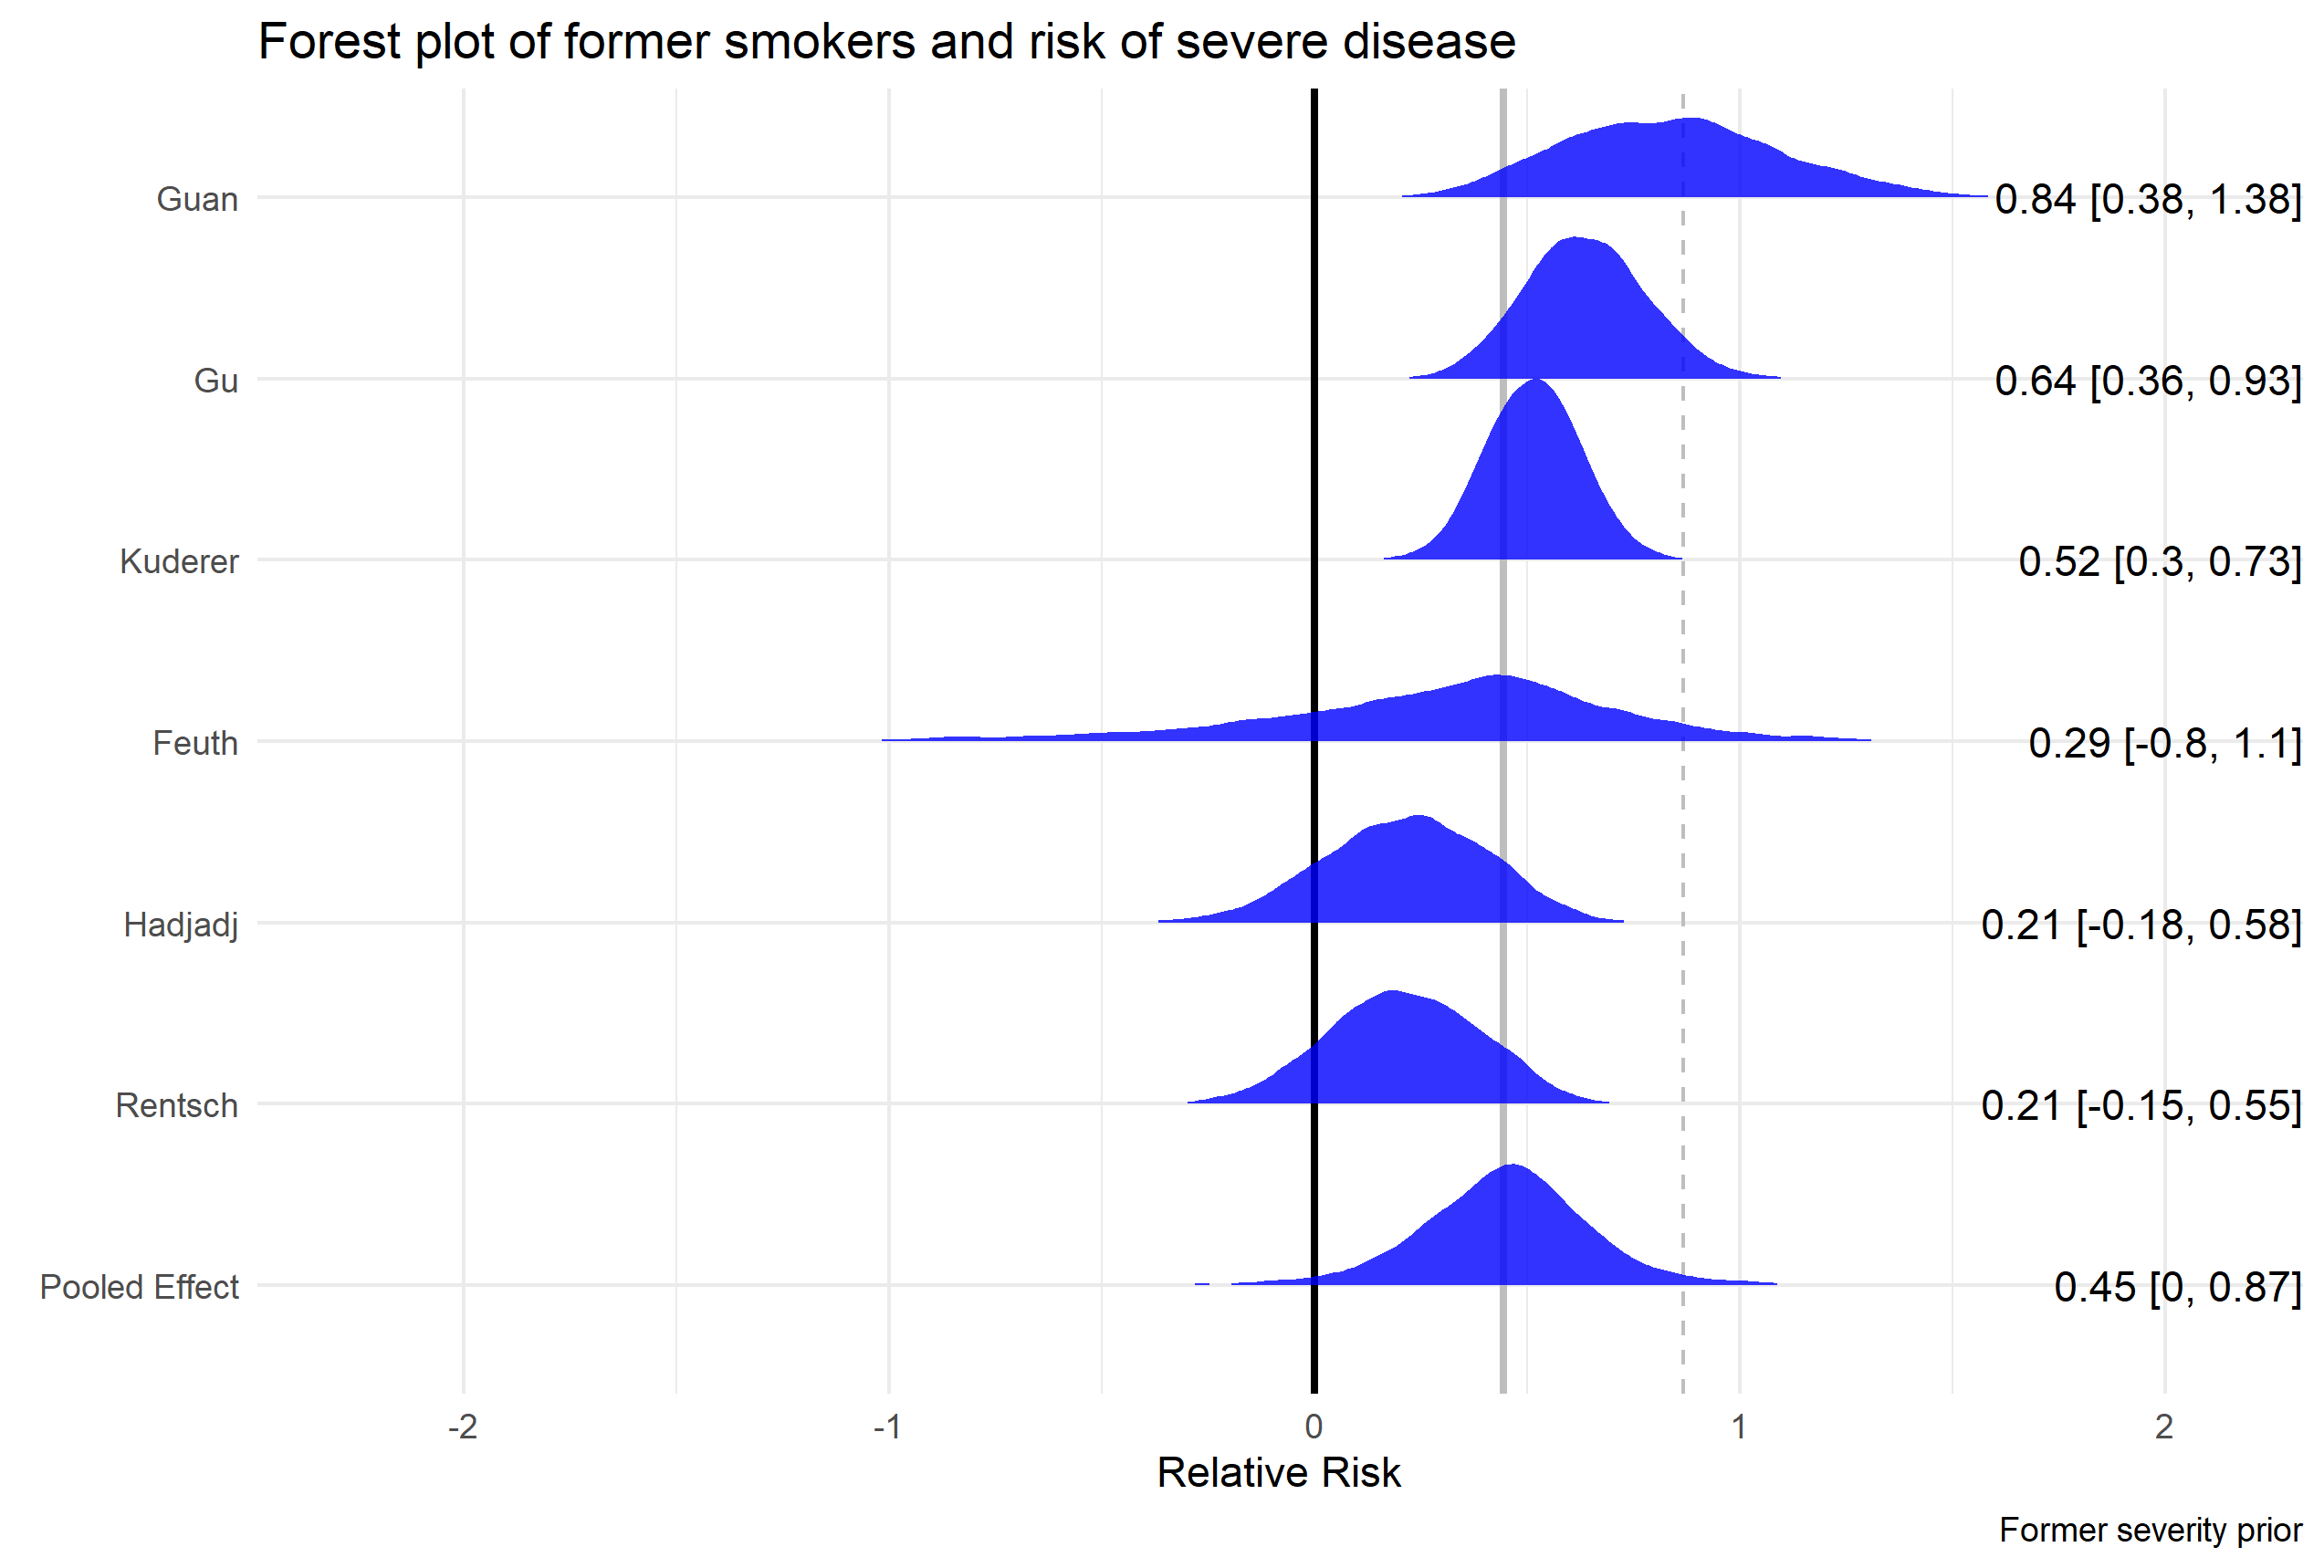 Forest plot of former smokers and risk of severe disease
Guan 0.84 [0.38, 1.38]
Gu 0.64 [0.36, 0.93]
Kuderer 0.52 [0.3, 0.73]
Feuth 0.29 [-0.8, 1.1]
Hadjadj 0.21 [-0.18, 0.58]
Rentsch 0.21 [-0.15, 0.55]
Pooled Effect 0.45 [0, 0.87]
-2 -1 0 1 2
Relative Risk
Former severity prior